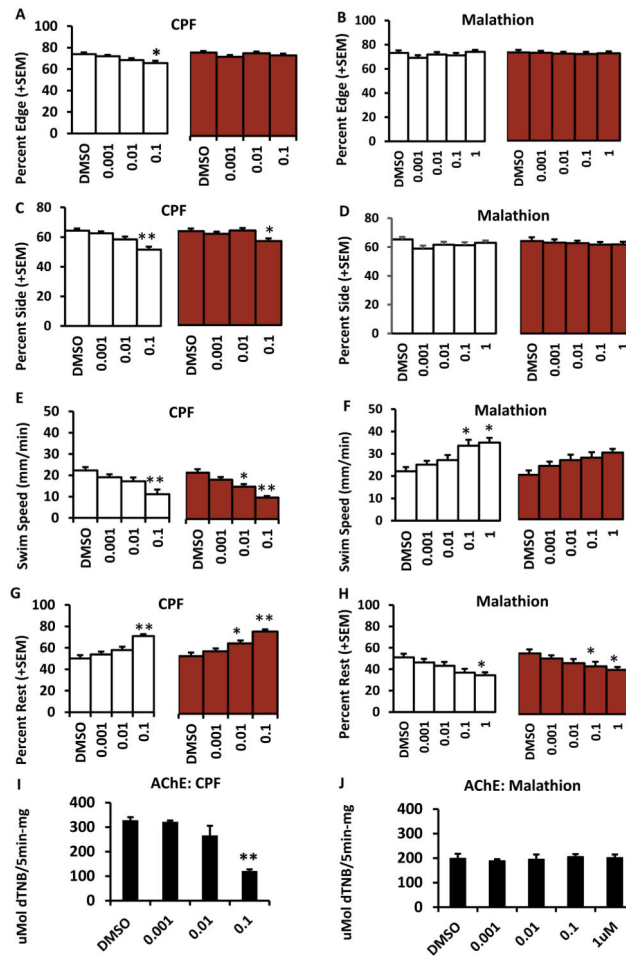 A
CPF
Percent Edge (+SEM)
100
80
60
40
20
0
*
DMSO
0.001
0.01
0.1
DMSO
0.001
0.01
0.1
B
Malathion
Percent Edge (+SEM)
100
80
60
40
20
0
DMSO
0.001
0.01
0.1
1
DMSO
0.001
0.01
0.1
1
C
CPF
Percent Side (+SEM)
80
60
40
20
0
**
*
DMSO
0.001
0.01
0.1
DMSO
0.001
0.01
0.1
D
Malathion
Percent Side (+SEM)
80
60
40
20
0
DMSO
0.001
0.01
0.1
1
DMSO
0.001
0.01
0.1
1
E
CPF
Swim Speed (mm/min)
50
40
30
20
10
0
**
*
**
DMSO
0.001
0.01
0.1
DMSO
0.001
0.01
0.1
F
Malathion
Swim Speed (mm/min)
50
40
30
20
10
0
*
*
DMSO
0.001
0.01
0.1
1
DMSO
0.001
0.01
0.1
1
G
CPF
Percent Rest (+SEM)
100
80
60
40
20
0
**
*
**
DMSO
0.001
0.01
0.1
DMSO
0.001
0.01
0.1
H
Malathion
Percent Rest (+SEM)
100
80
60
40
20
0
*
*
*
DMSO
0.001
0.01
0.1
1
DMSO
0.001
0.01
0.1
1
I
AChE: CPF
uMol dTNB/5min-mg
400
300
200
100
0
**
DMSO
0.001
0.01
0.1
J
AChE: Malathion
uMol dTNB/5min-mg
400
300
200
100
0
DMSO
0.001
0.01
0.1
1uM